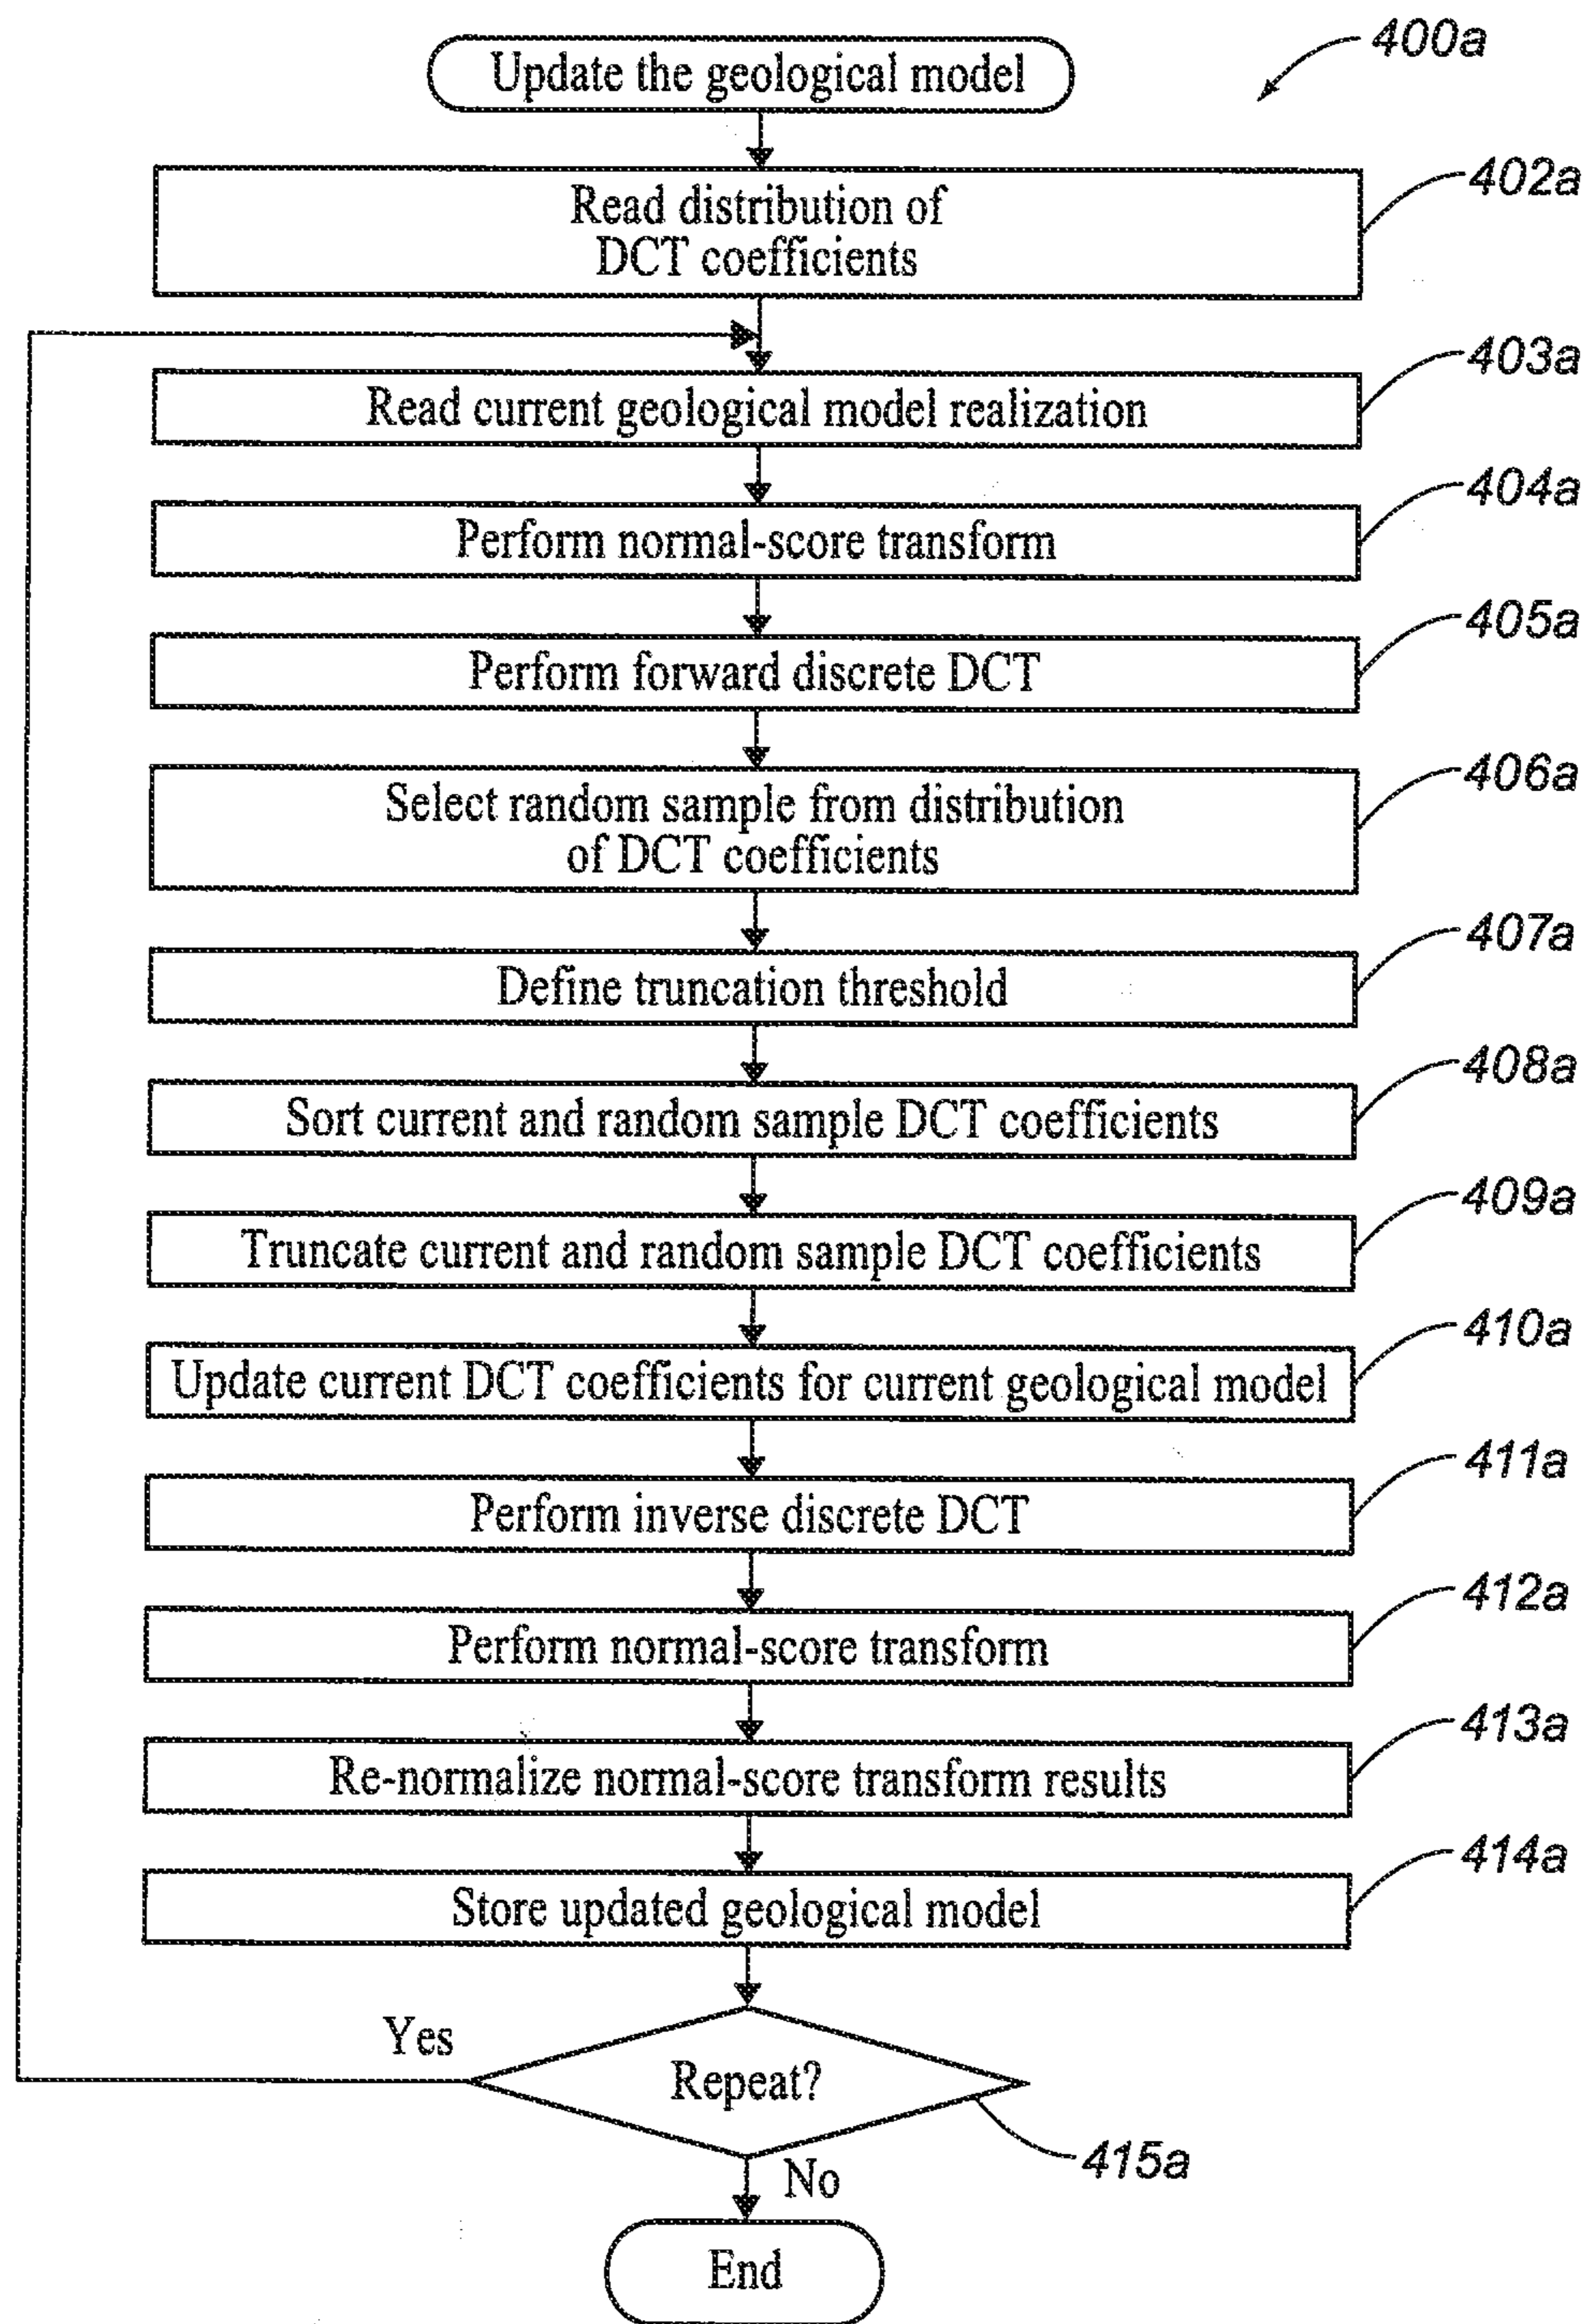 Update the geological model
400a
Read distribution of
DCT coefficients
402a
Read current geological model realization
403a
Perform normal-score transform
404a
Perform forward discrete DCT
405a
Select random sample from distribution
of DCT coefficients
406a
Define truncation threshold
407a
Sort current and random sample DCT coefficients
408a
Truncate current and random sample DCT coefficients
409a
Update current DCT coefficients for current geological model
410a
Perform inverse discrete DCT
411a
Perform normal-score transform
412a
Re-normalize normal-score transform results
413a
Store updated geological model
414a
Yes
Repeat?
415a
No
End